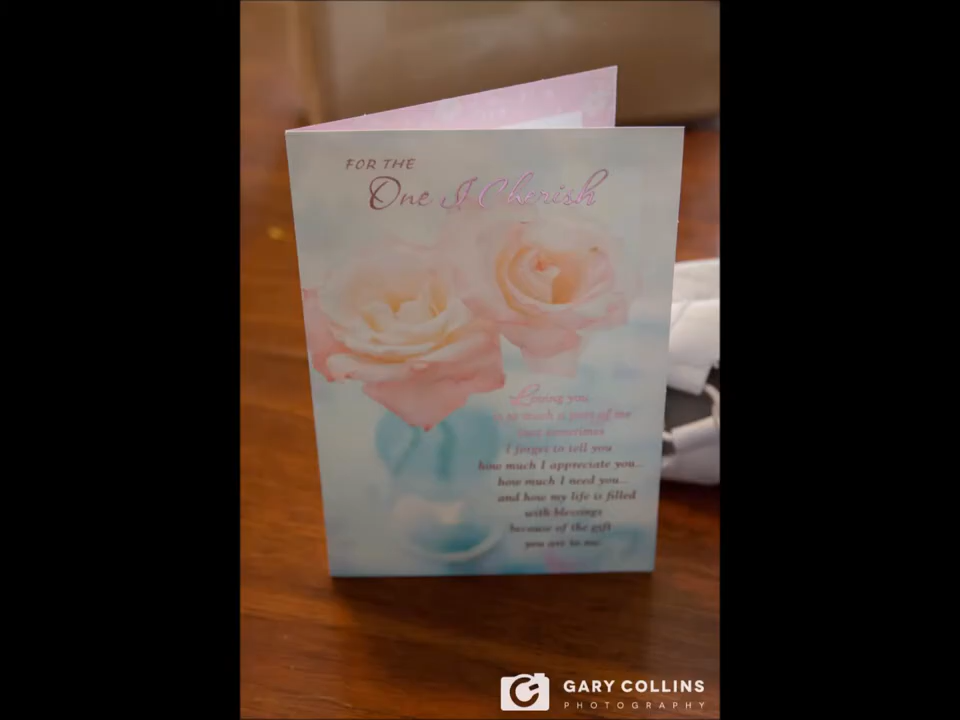 FOR THE
One I Cherish
Loving you
is so much a part of me
that sometimes
I forget to tell you
how much I appreciate you...
how much I need you...
and how my life is filled
with blessings
because of the gift
you are to me.
GARY COLLINS
PHOTOGRAPHY